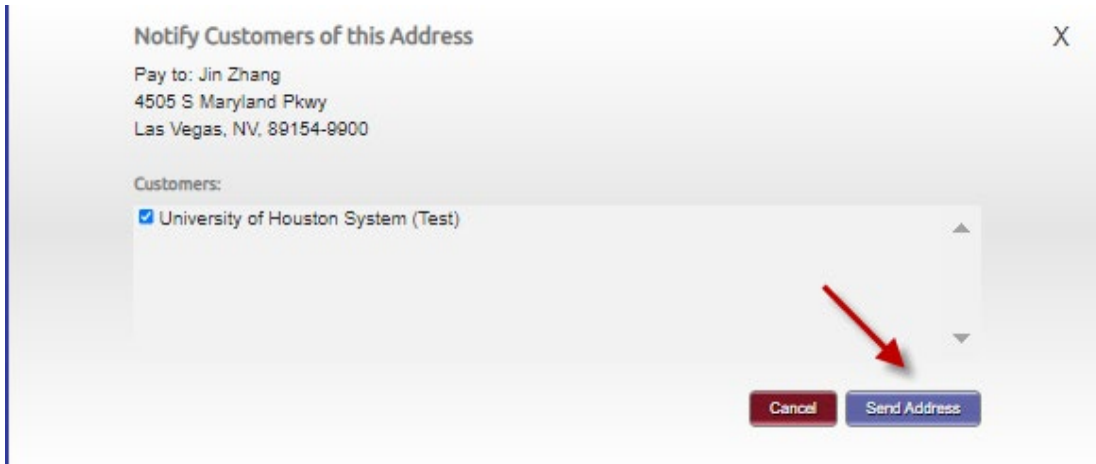 Notify Customers of this Address
X
Pay to: Jin Zhang
4505 S Maryland Pkwy
Las Vegas, NV, 89154-9900
Customers:
University of Houston System (Test)
Cancel
Send Address